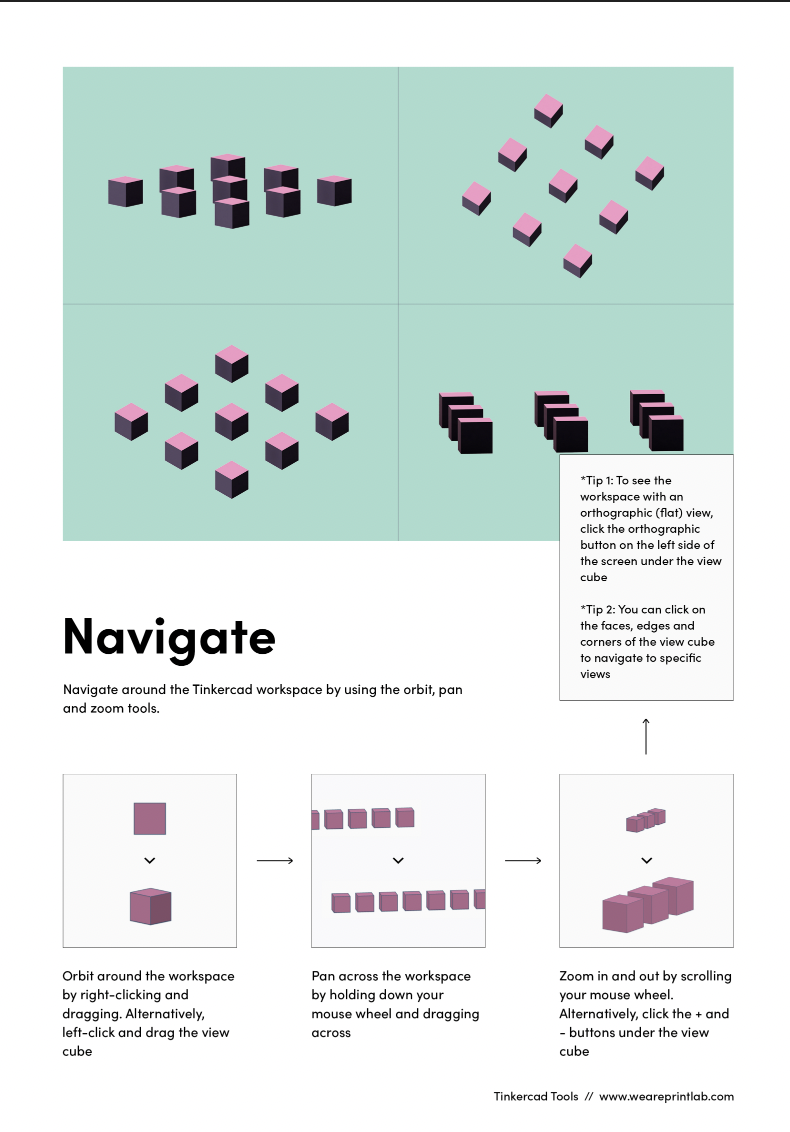 *Tip 1: To see the
workspace with an
orthographic (flat) view,
click the orthographic
button on the left side of
the screen under the view
cube
*Tip 2: You can click on
the faces, edges and
corners of the view cube
to navigate to specific
views
Navigate
Navigate around the Tinkercad workspace by using the orbit, pan
and zoom tools.
Orbit around the workspace
by right-clicking and
dragging. Alternatively,
left-click and drag the view
cube
Pan across the workspace
by holding down your
mouse wheel and dragging
across
Zoom in and out by scrolling
your mouse wheel.
Alternatively, click the + and
- buttons under the view
cube
Tinkercad Tools // www.weareprintlab.com